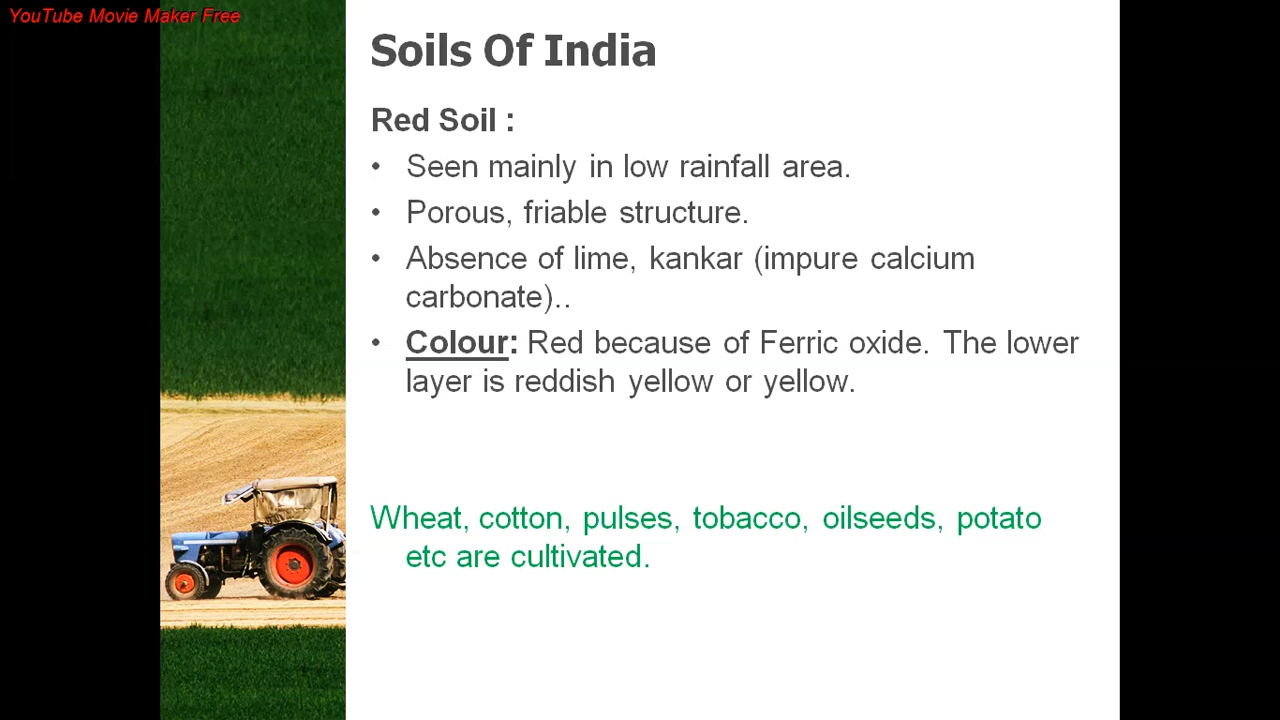 YouTube Movie Maker Free
Soils Of India
Red Soil :
• Seen mainly in low rainfall area.
• Porous, friable structure.
• Absence of lime, kankar (impure calcium
carbonate)..
• Colour: Red because of Ferric oxide. The lower
layer is reddish yellow or yellow.
Wheat, cotton, pulses, tobacco, oilseeds, potato
etc are cultivated.